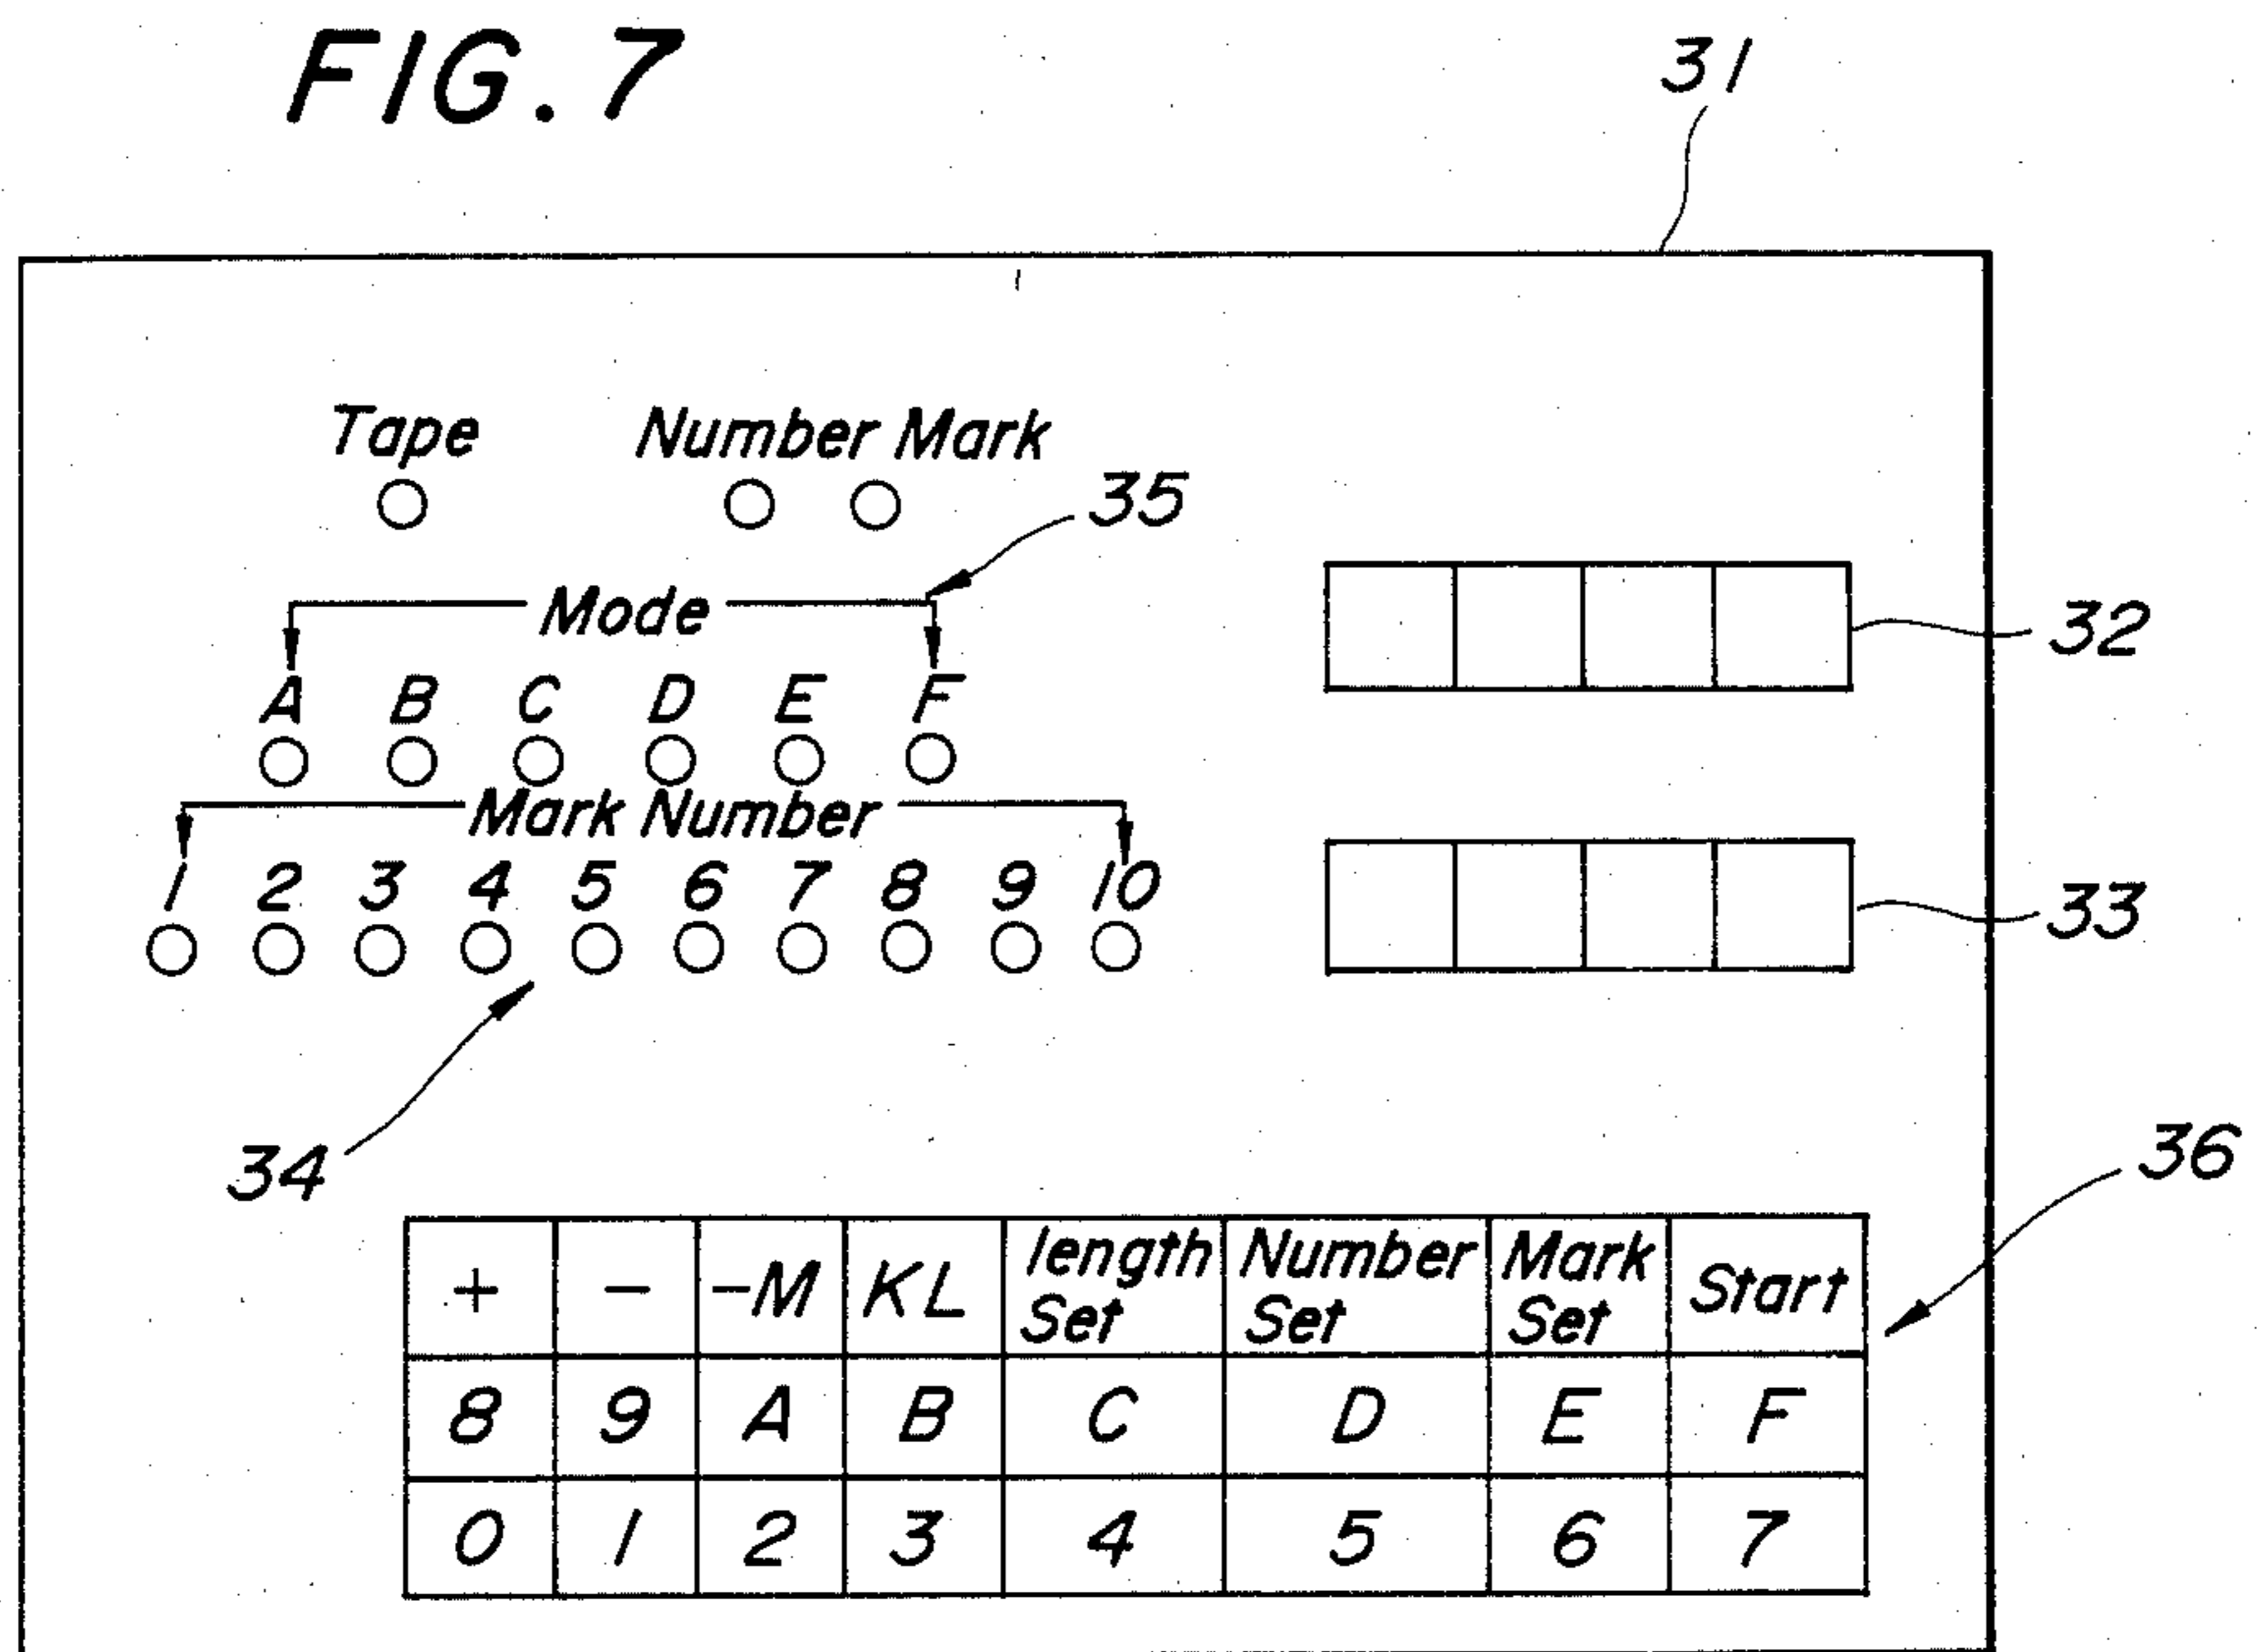 FIG. 7
31
Tape Number Mark
35
Mode
32
A B C D E F
Mark Number
1 2 3 4 5 6 7 8 9 10
33
34
36
+ - -M KL length Set Number Set Mark Set Start
8 9 A B C D E F
0 1 2 3 4 5 6 7